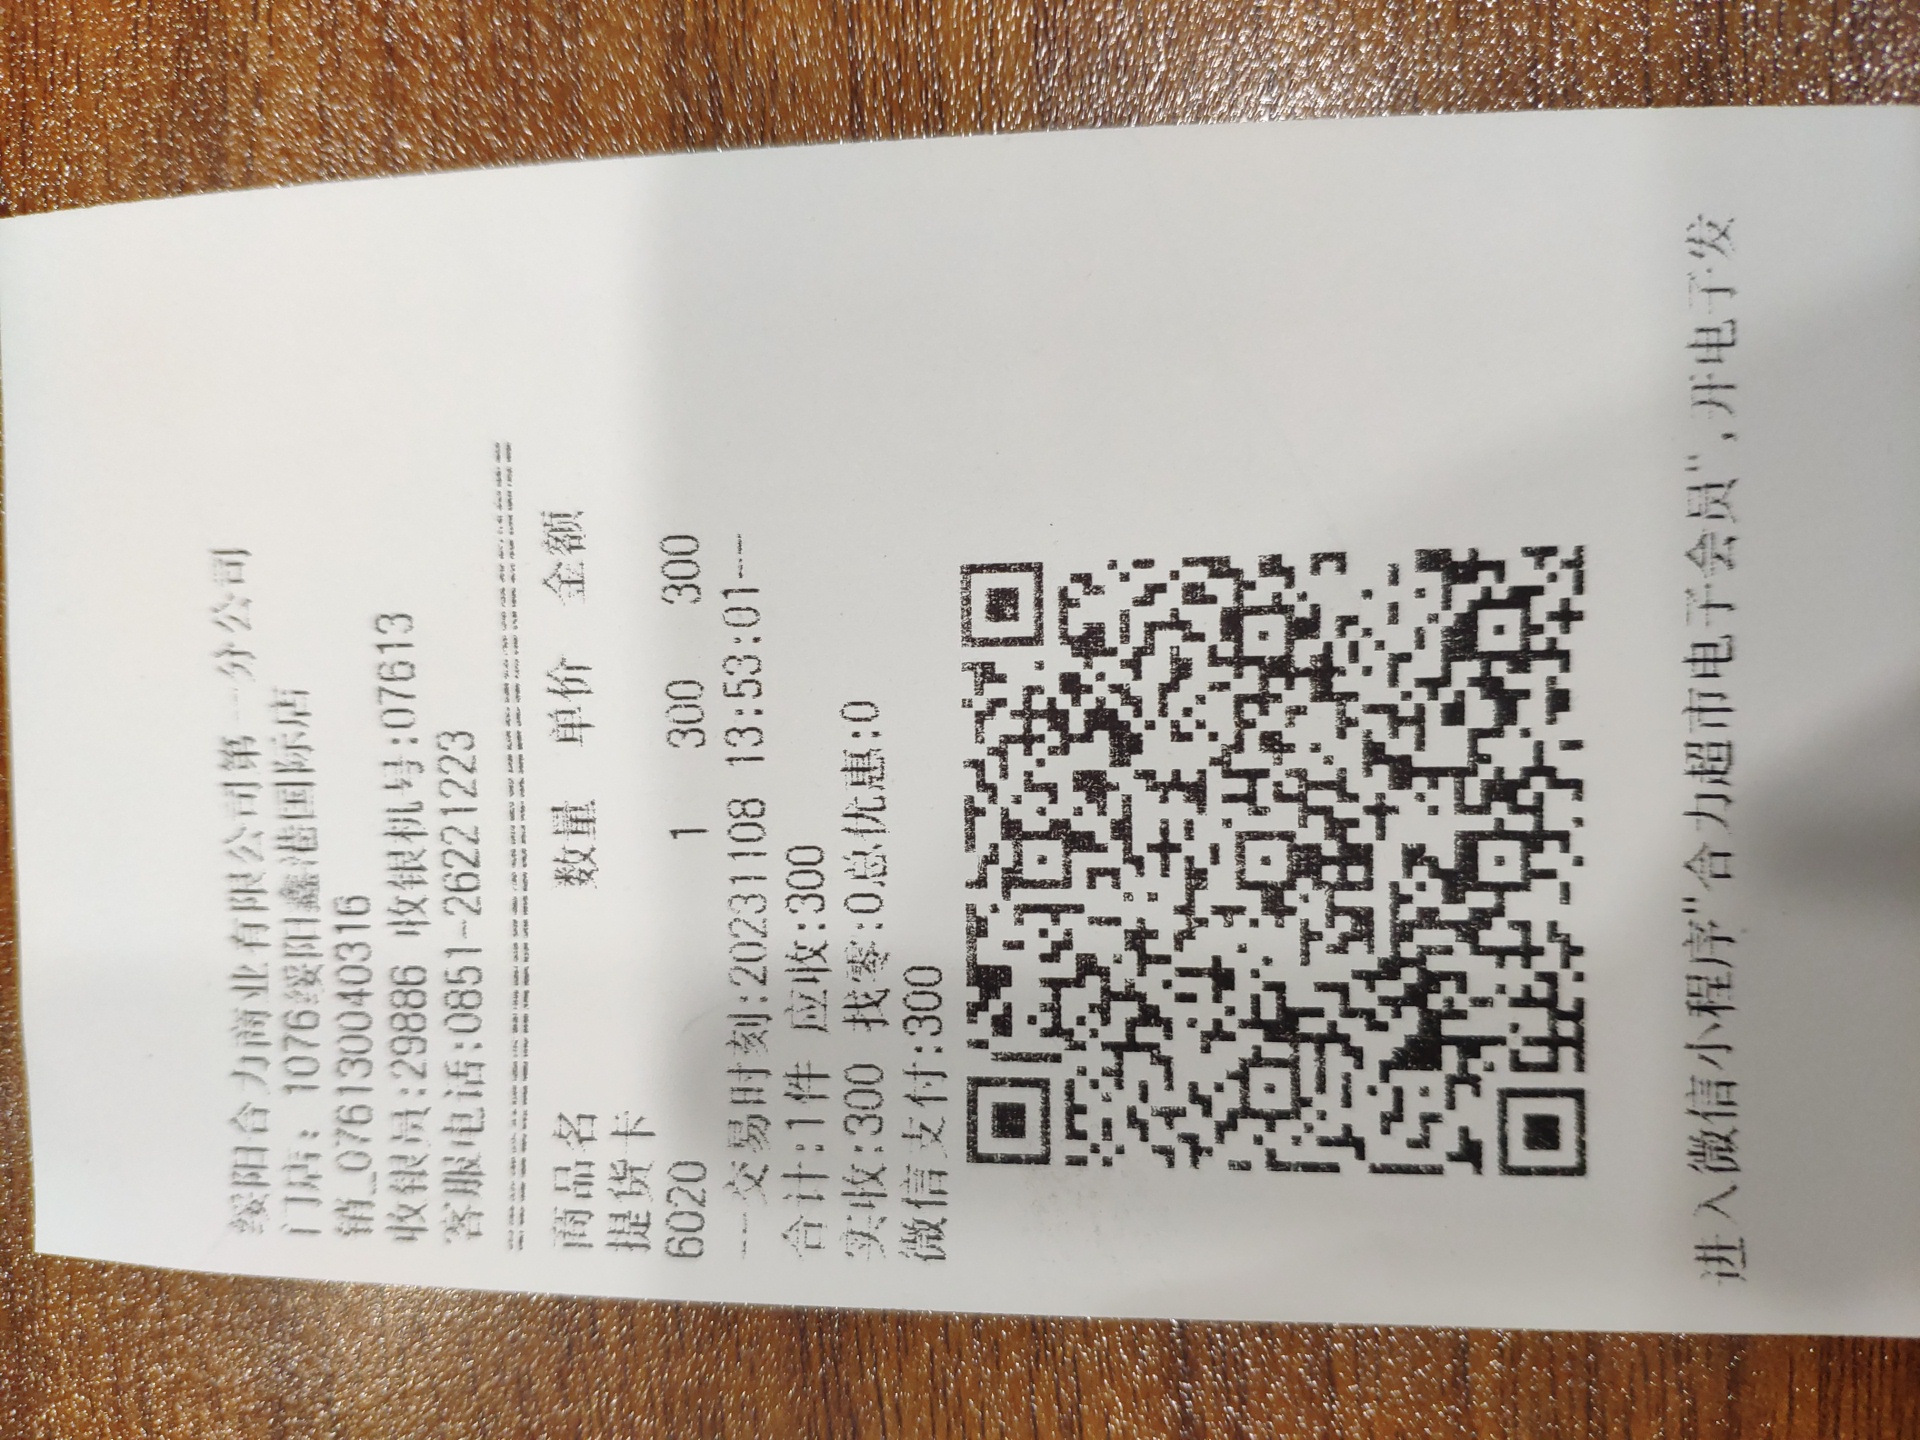 绥阳合力商业有限公司第一分公司
门店: 1076绥阳鑫港国际店
销_0761300040316
收银员:29886 收银机号:07613
客服电话:0851-26221223
商品名 数量 单价 金额
提货卡
6020 1 300 300
--交易时刻:20231108 13:53:01--
合计:1件 应收:300
实收:300 找零:0总优惠:0
微信支付:300
进入微信小程序"合力超市电子会员",开电子发